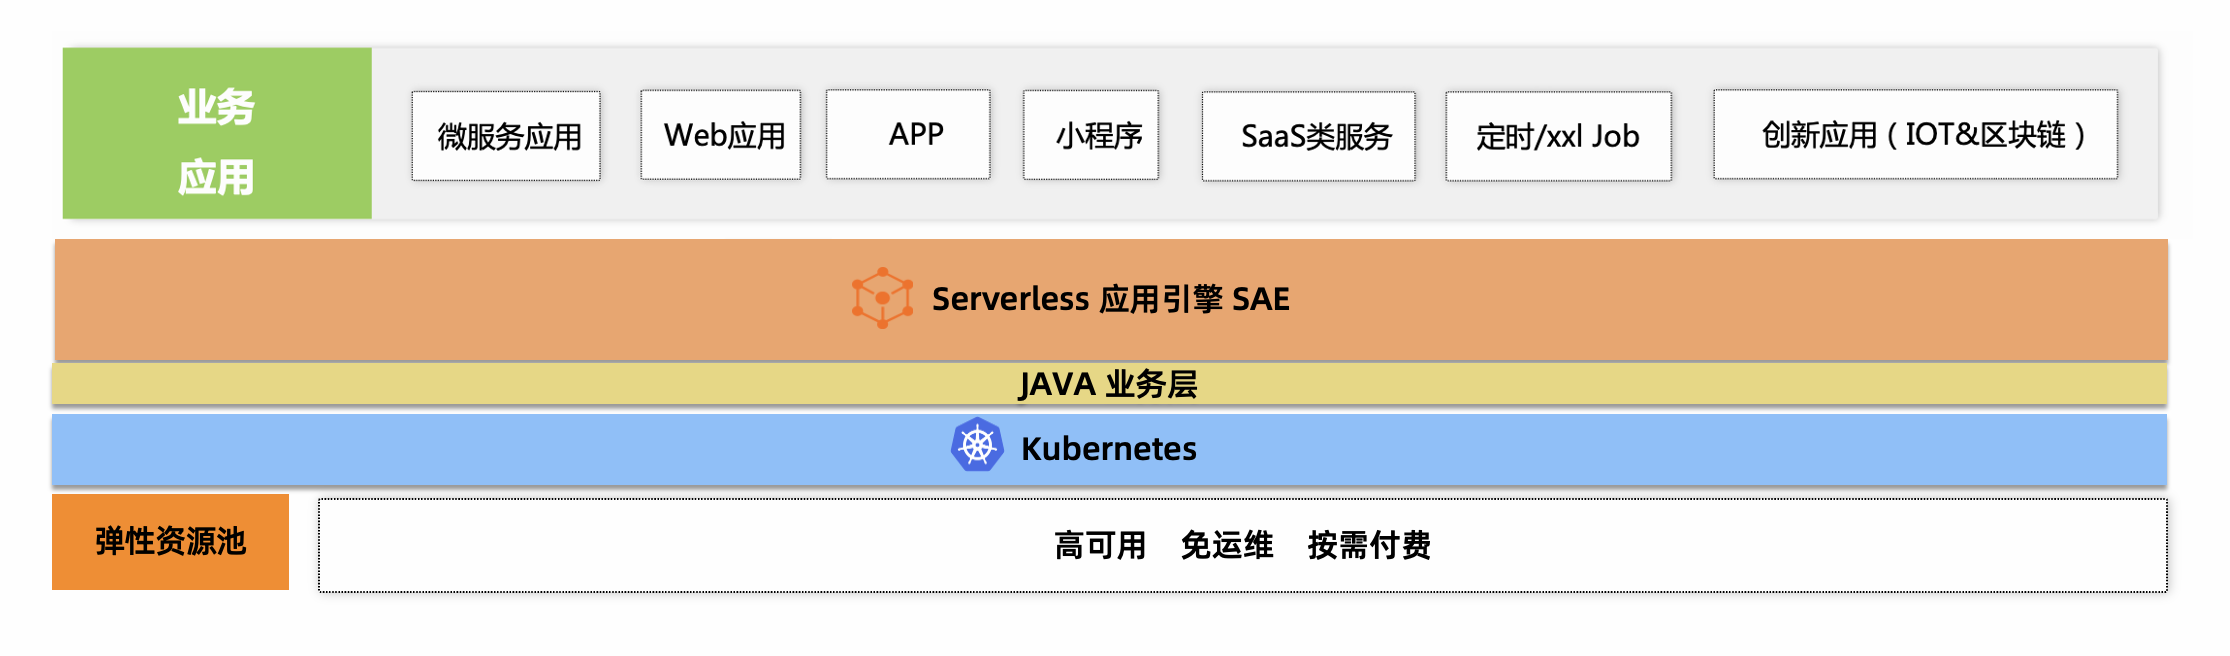 业务
应用
微服务应用
Web应用
APP
小程序
SaaS类服务
定时/xxl Job
创新应用（IOT&区块链）
Serverless 应用引擎 SAE
JAVA 业务层
Kubernetes
弹性资源池
高可用 免运维 按需付费